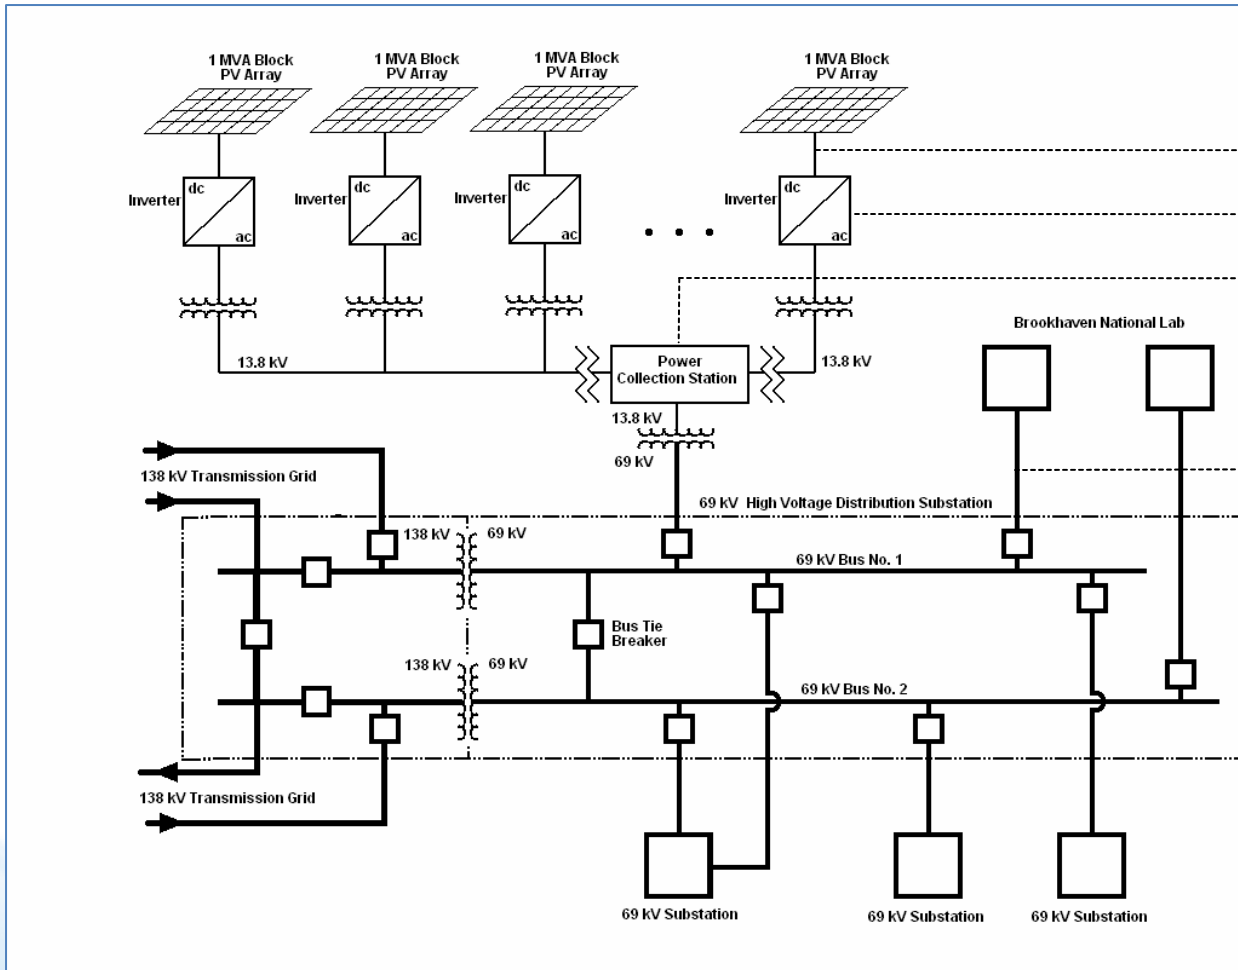 1 MVA Block
PV Array
1 MVA Block
PV Array
1 MVA Block
PV Array
1 MVA Block
PV Array
Inverter
dc
ac
Inverter
dc
ac
Inverter
dc
ac
Inverter
dc
ac
Brookhaven National Lab
13.8 kV
Power
Collection Station
13.8 kV
13.8 kV
69 kV
138 kV Transmission Grid
69 kV High Voltage Distribution Substation
138 kV
69 kV
69 kV Bus No. 1
Bus Tie
Breaker
138 kV
69 kV
69 kV Bus No. 2
138 kV Transmission Grid
69 kV Substation
69 kV Substation
69 kV Substation